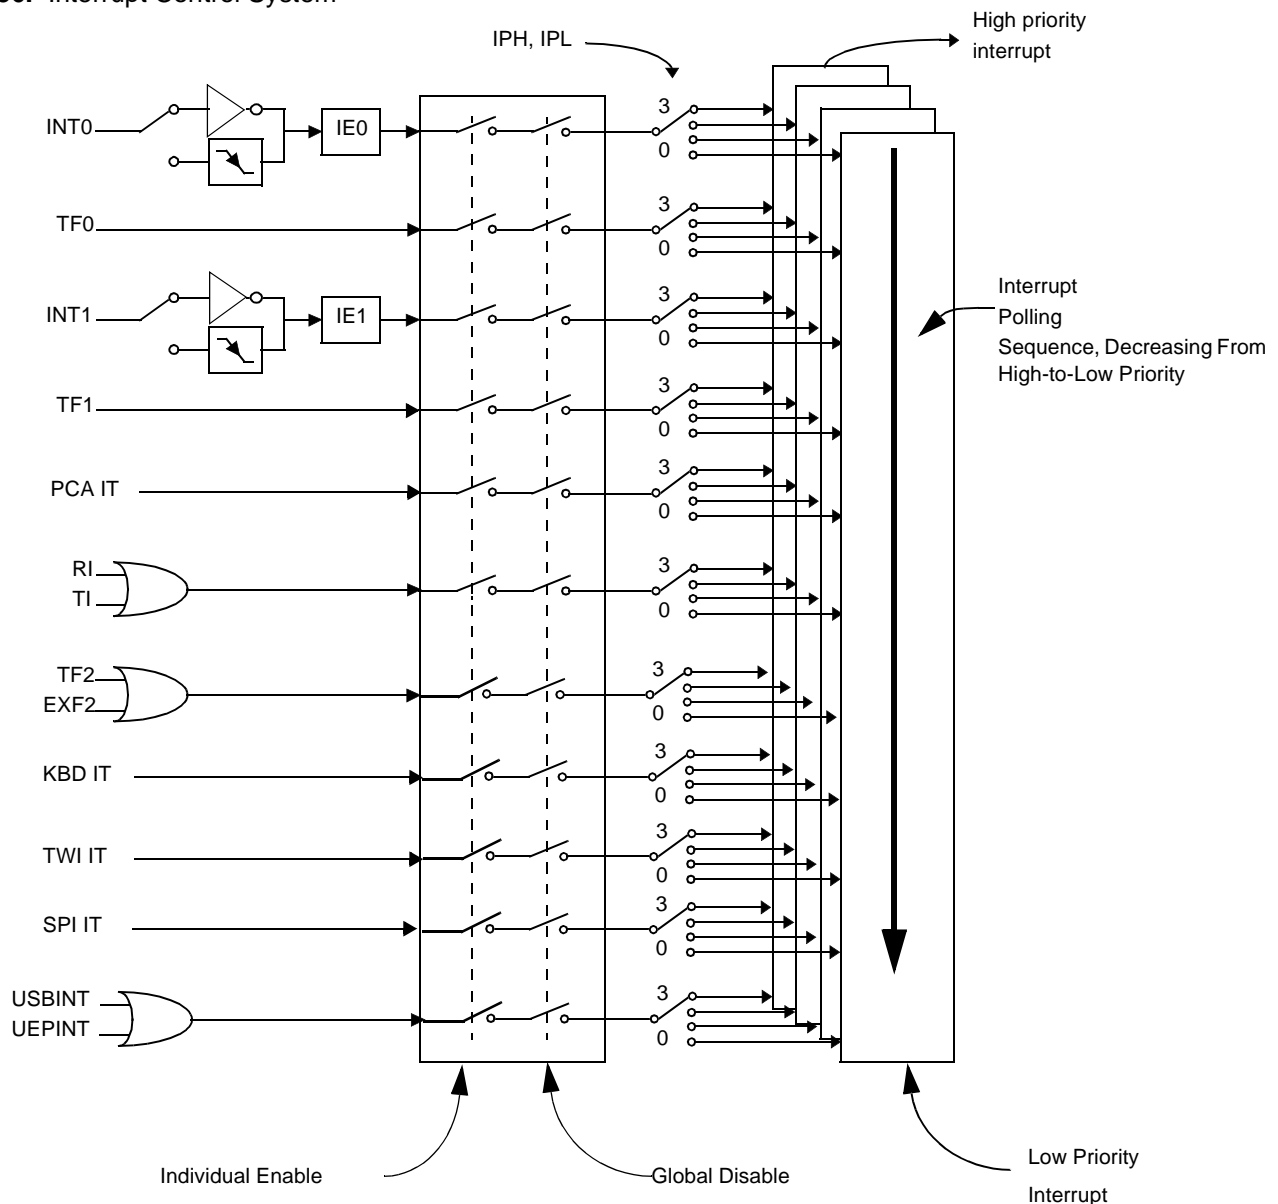 Interrupt Control System
IPH, IPL
High priority
interrupt
INT0
IE0
3
0
TF0
3
0
INT1
IE1
3
0
Interrupt
Polling
Sequence, Decreasing From
High-to-Low Priority
TF1
3
0
PCA IT
3
0
RI
TI
3
0
TF2
EXF2
3
0
KBD IT
3
0
TWI IT
3
0
SPI IT
3
0
USBINT
UEPINT
3
0
Individual Enable
Global Disable
Low Priority
Interrupt